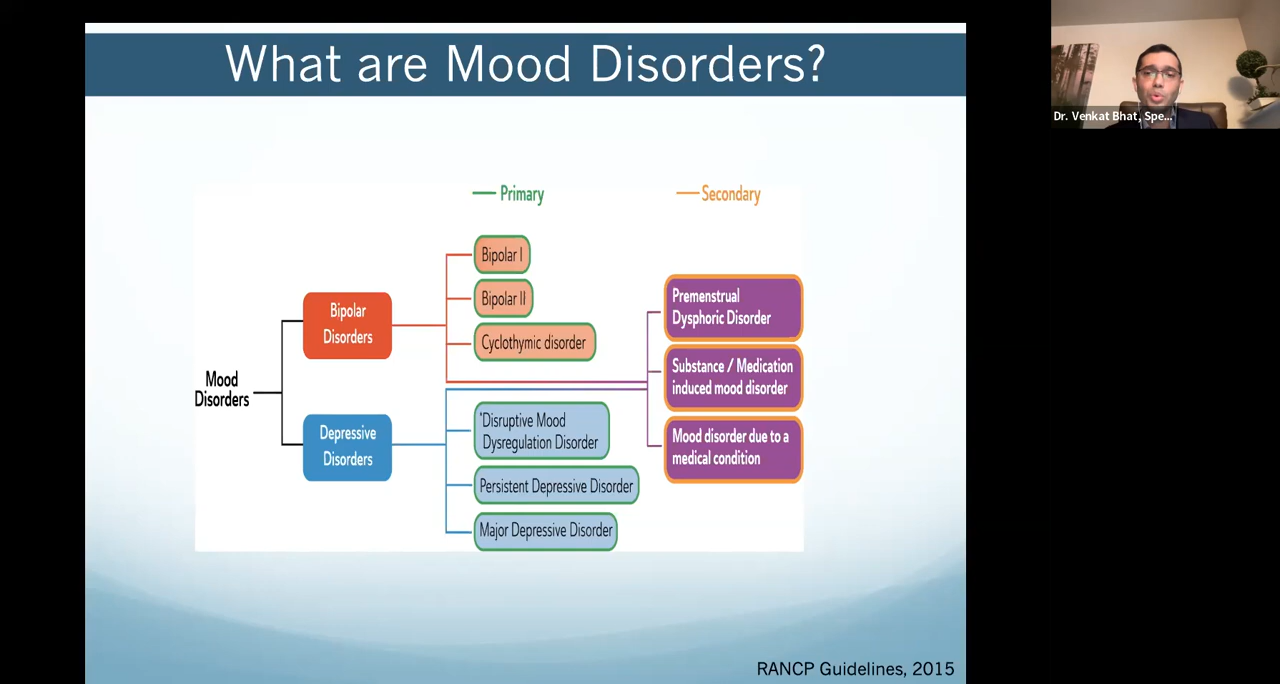 What are Mood Disorders?
Dr. Venkat Bhat, Spe...
Primary
Secondary
Mood
Disorders
Bipolar
Disorders
Depressive
Disorders
Bipolar I
Bipolar II
Cyclothymic disorder
'Disruptive Mood
Dysregulation Disorder
Persistent Depressive Disorder
Major Depressive Disorder
Premenstrual
Dysphoric Disorder
Substance / Medication
induced mood disorder
Mood disorder due to a
medical condition
RANCP Guidelines, 2015